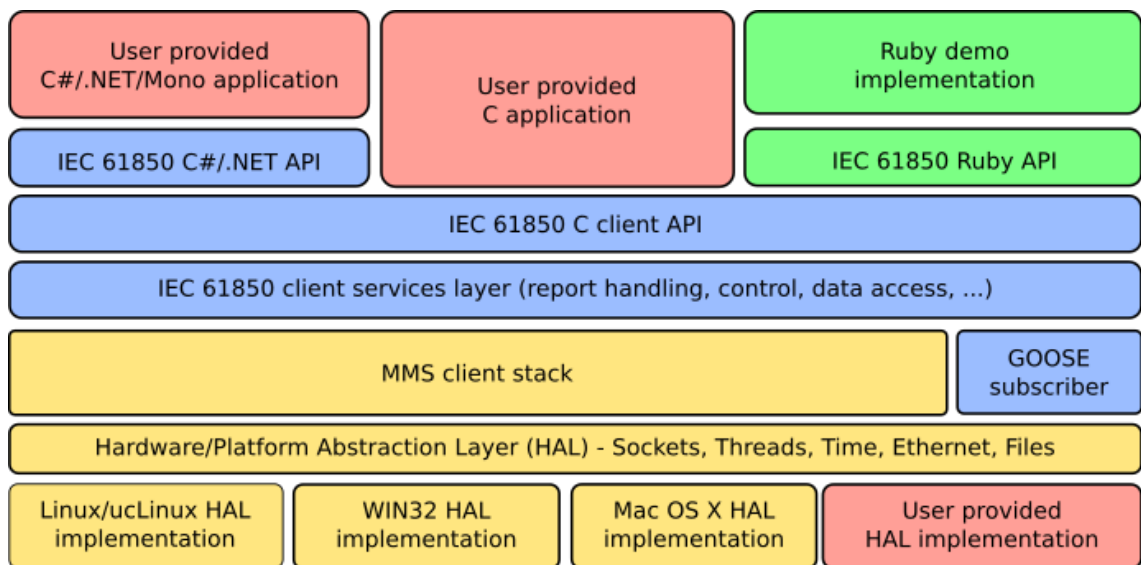 User provided
C#/.NET/Mono application
User provided
C application
Ruby demo
implementation
IEC 61850 C#/.NET API
IEC 61850 Ruby API
IEC 61850 C client API
IEC 61850 client services layer (report handling, control, data access, ...)
MMS client stack
GOOSE
subscriber
Hardware/Platform Abstraction Layer (HAL) - Sockets, Threads, Time, Ethernet, Files
Linux/ucLinux HAL
implementation
WIN32 HAL
implementation
Mac OS X HAL
implementation
User provided
HAL implementation